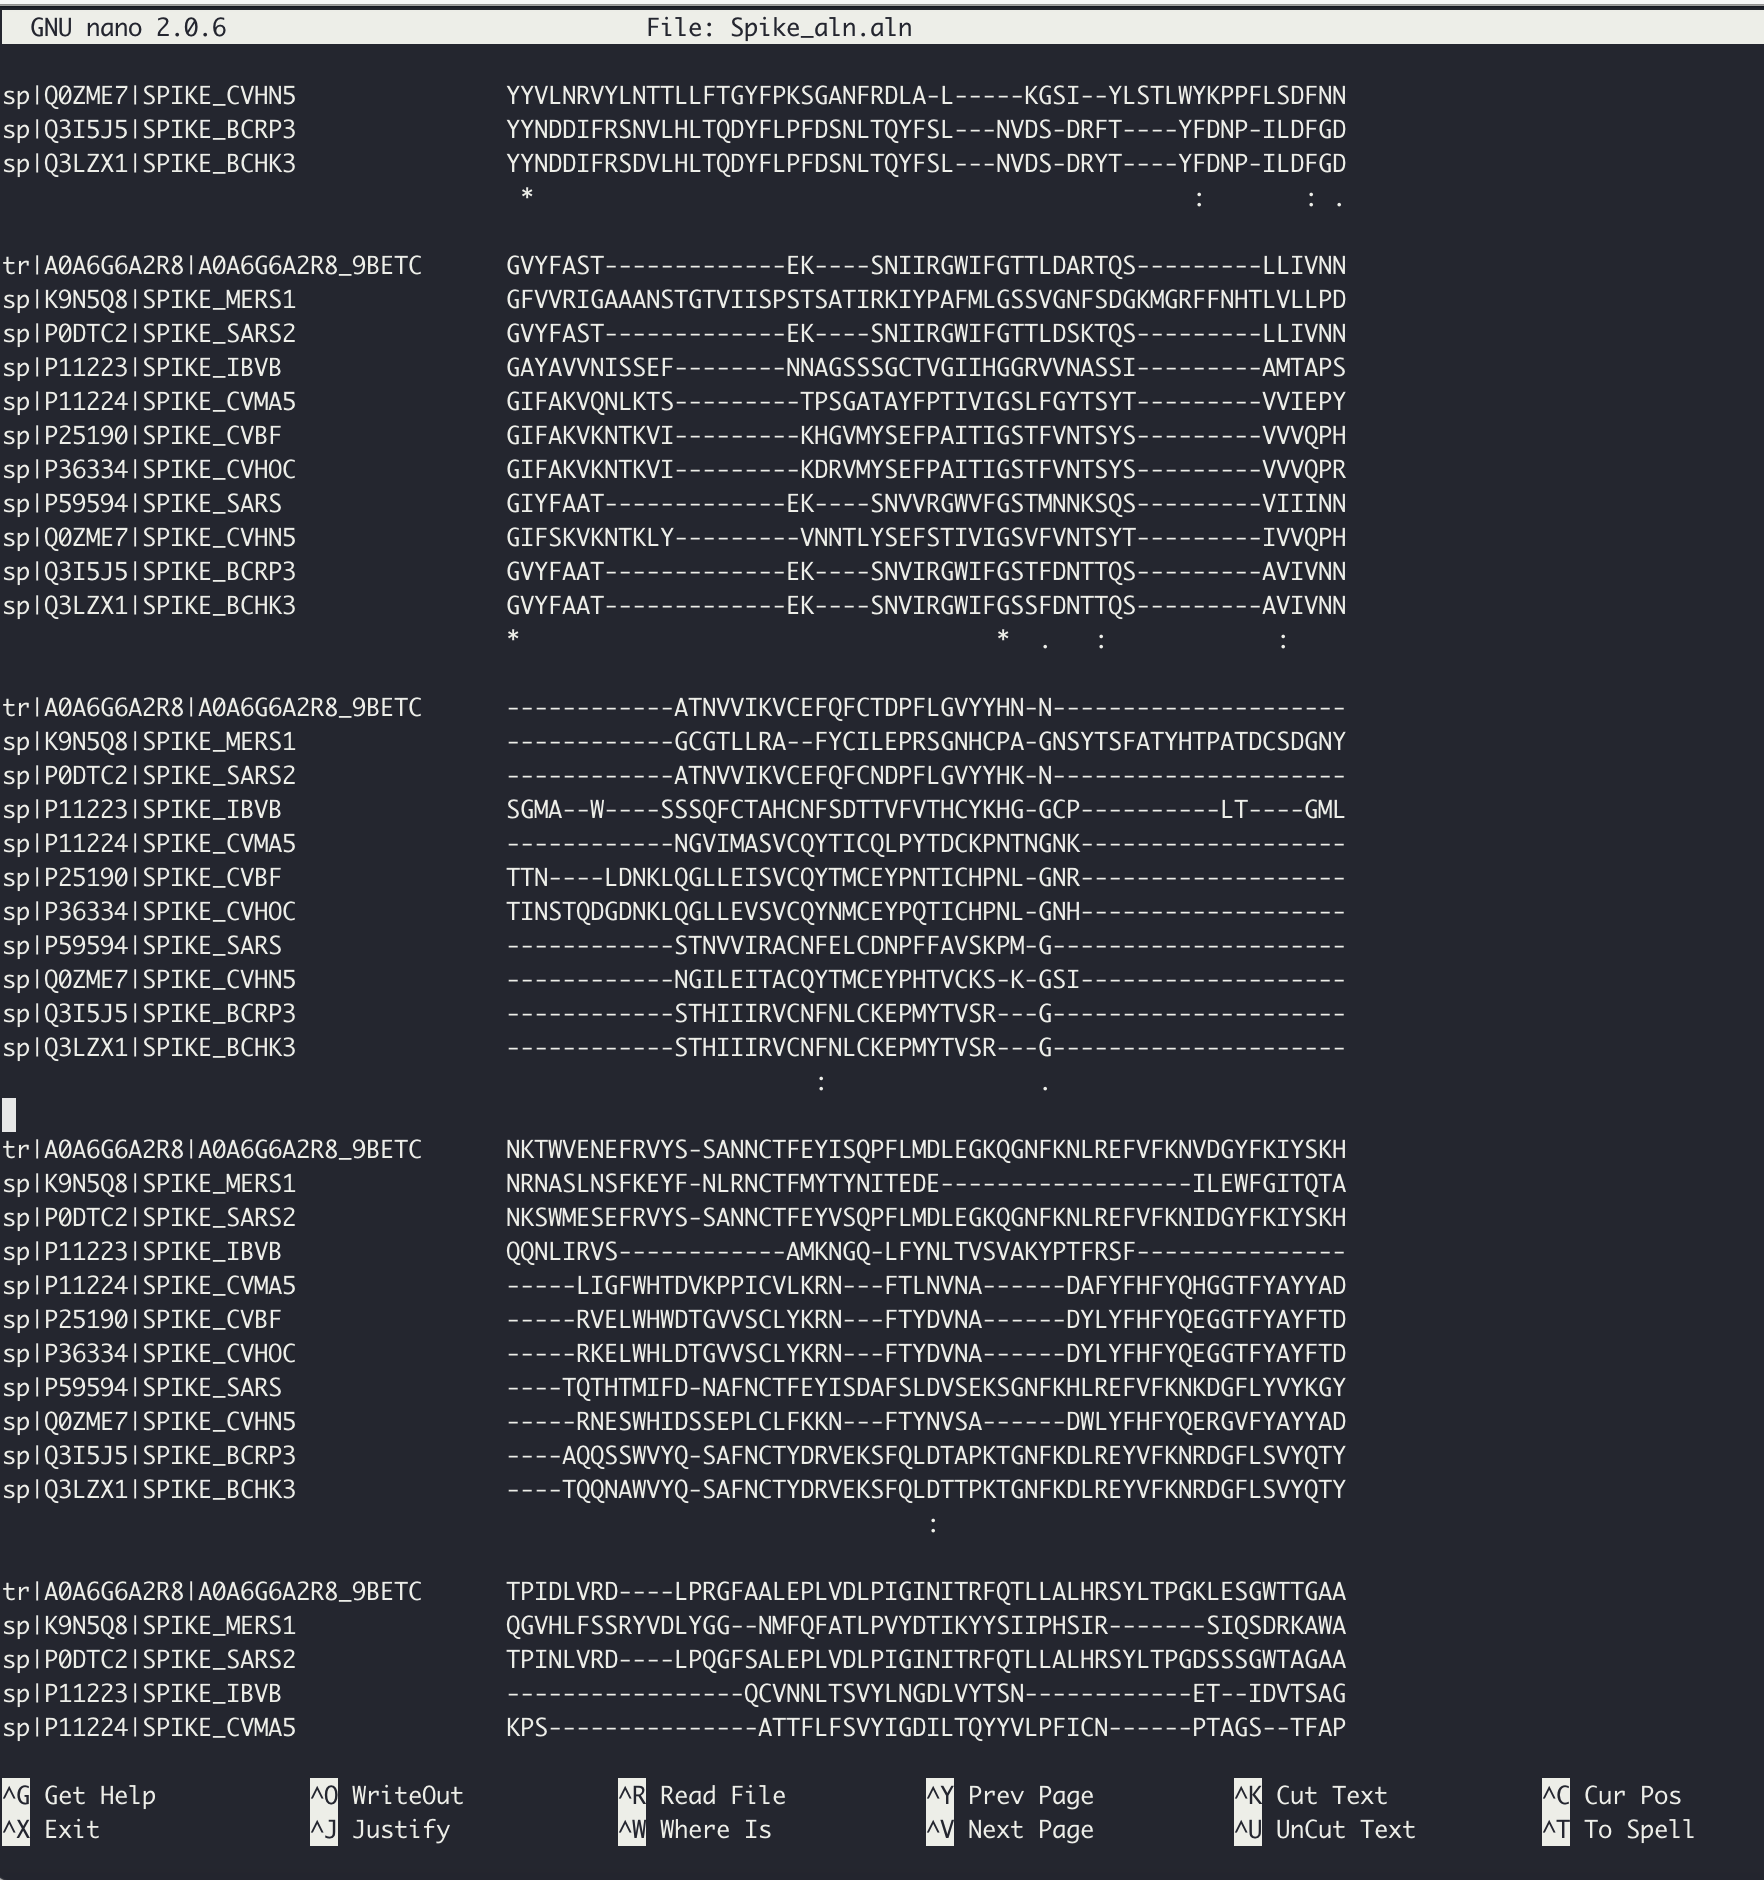 GNU nano 2.0.6                              File: Spike_aln.aln

sp|Q0ZME7|SPIKE_CVHN5               YYVLNRVYLNTTLLFTGYFPKSGANFRDLA-L-----KGSI--YLSTLWYKPPFLSDFNN
sp|Q3I5J5|SPIKE_BCRP3               YYNDDIFRSNVLHLTQDYFLPFDSNLTQYFSL---NVDS-DRFT----YFDNP-ILDFGD
sp|Q3LZX1|SPIKE_BCHK3               YYNDDIFRSDVLHLTQDYFLPFDSNLTQYFSL---NVDS-DRYT----YFDNP-ILDFGD
                                     *                                               :       : .

tr|A0A6G6A2R8|A0A6G6A2R8_9BETC      GVYFAST-------------EK----SNIIRGWIFGTTLDARTQS---------LLIVNN
sp|K9N5Q8|SPIKE_MERS1               GFVVRIGAAANSTGTVIISPSTSATIRKIYPAFMLGSSVGNFSDGKMGRFFNHTLVLLPD
sp|P0DTC2|SPIKE_SARS2               GVYFAST-------------EK----SNIIRGWIFGTTLDSKTQS---------LLIVNN
sp|P11223|SPIKE_IBVB                GAYAVVNISSEF--------NNAGSSSGCTVGIIHGGRVVNASSI---------AMTAPS
sp|P11224|SPIKE_CVMA5               GIFAKVQNLKTS---------TPSGATAYFPTIVIGSLFGYTSYT---------VVIEPY
sp|P25190|SPIKE_CVBF                GIFAKVKNTKVI---------KHGVMYSEFPAITIGSTFVNTSYS---------VVVQPH
sp|P36334|SPIKE_CVHOC               GIFAKVKNTKVI---------KDRVMYSEFPAITIGSTFVNTSYS---------VVVQPR
sp|P59594|SPIKE_SARS                GIYFAAT-------------EK----SNVVRGWVFGSTMNNKSQS---------VIIINN
sp|Q0ZME7|SPIKE_CVHN5               GIFSKVKNTKLY---------VNNTLYSEFSTIVIGSVFVNTSYT---------IVVQPH
sp|Q3I5J5|SPIKE_BCRP3               GVYFAAT-------------EK----SNVIRGWIFGSTFDNTTQS---------AVIVNN
sp|Q3LZX1|SPIKE_BCHK3               GVYFAAT-------------EK----SNVIRGWIFGSSFDNTTQS---------AVIVNN
                                    *                                  *  .   :            :

tr|A0A6G6A2R8|A0A6G6A2R8_9BETC      ------------ATNVVIKVCEFQFCTDPFLGVYYHN-N---------------------
sp|K9N5Q8|SPIKE_MERS1               ------------GCGTLLRA--FYCILEPRSGNHCPA-GNSYTSFATYHTPATDCSDGNY
sp|P0DTC2|SPIKE_SARS2               ------------ATNVVIKVCEFQFCNDPFLGVYYHK-N---------------------
sp|P11223|SPIKE_IBVB                SGMA--W----SSSQFCTAHCNFSDTTVFVTHCYKHG-GCP----------LT----GML
sp|P11224|SPIKE_CVMA5               ------------NGVIMASVCQYTICQLPYTDCKPNTNGNK-------------------
sp|P25190|SPIKE_CVBF                TTN----LDNKLQGLLEISVCQYTMCEYPNTICHPNL-GNR-------------------
sp|P36334|SPIKE_CVHOC               TINSTQDGDNKLQGLLEVSVCQYNMCEYPQTICHPNL-GNH-------------------
sp|P59594|SPIKE_SARS                ------------STNVVIRACNFELCDNPFFAVSKPM-G---------------------
sp|Q0ZME7|SPIKE_CVHN5               ------------NGILEITACQYTMCEYPHTVCKS-K-GSI-------------------
sp|Q3I5J5|SPIKE_BCRP3               ------------STHIIIRVCNFNLCKEPMYTVSR---G---------------------
sp|Q3LZX1|SPIKE_BCHK3               ------------STHIIIRVCNFNLCKEPMYTVSR---G---------------------
                                                          :               .

tr|A0A6G6A2R8|A0A6G6A2R8_9BETC      NKTWVENEFRVYS-SANNCTFEYISQPFLMDLEGKQGNFKNLREFVFKNVDGYFKIYSKH
sp|K9N5Q8|SPIKE_MERS1               NRNASLNSFKEYF-NLRNCTFMYTYNITEDE------------------ILEWFGITQTA
sp|P0DTC2|SPIKE_SARS2               NKSWMESEFRVYS-SANNCTFEYVSQPFLMDLEGKQGNFKNLREFVFKNIDGYFKIYSKH
sp|P11223|SPIKE_IBVB                QQNLIRVS------------AMKNGQ-LFYNLTVSVAKYPTFRSF---------------
sp|P11224|SPIKE_CVMA5               -----LIGFWHTDVKPPICVLKRN---FTLNVNA------DAFYFHFYQHGGTFYAYYAD
sp|P25190|SPIKE_CVBF                -----RVELWHWDTGVVSCLYKRN---FTYDVNA------DYLYFHFYQEGGTFYAYFTD
sp|P36334|SPIKE_CVHOC               -----RKELWHLDTGVVSCLYKRN---FTYDVNA------DYLYFHFYQEGGTFYAYFTD
sp|P59594|SPIKE_SARS                ----TQTHTMIFD-NAFNCTFEYISDAFSLDVSEKSGNFKHLREFVFKNKDGFLYVYKGY
sp|Q0ZME7|SPIKE_CVHN5               -----RNESWHIDSSEPLCLFKKN---FTYNVSA------DWLYFHFYQERGVFYAYYAD
sp|Q3I5J5|SPIKE_BCRP3               ----AQQSSWVYQ-SAFNCTYDRVEKSFQLDTAPKTGNFKDLREYVFKNRDGFLSVYQTY
sp|Q3LZX1|SPIKE_BCHK3               ----TQQNAWVYQ-SAFNCTYDRVEKSFQLDTTPKTGNFKDLREYVFKNRDGFLSVYQTY
                                                                  :

tr|A0A6G6A2R8|A0A6G6A2R8_9BETC      TPIDLVRD----LPRGFAALEPLVDLPIGINITRFQTLLALHRSYLTPGKLESGWTTGAA
sp|K9N5Q8|SPIKE_MERS1               QGVHLFSSRYVDLYGG--NMFQFATLPVYDTIKYYSIIPHSIR-------SIQSDRKAWA
sp|P0DTC2|SPIKE_SARS2               TPINLVRD----LPQGFSALEPLVDLPIGINITRFQTLLALHRSYLTPGDSSSGWTAGAA
sp|P11223|SPIKE_IBVB                -----------------QCVNNLTSVYLNGDLVYTSN------------ET--IDVTSAG
sp|P11224|SPIKE_CVMA5               KPS---------------ATTFLFSVYIGDILTQYYVLPFICN------PTAGS--TFAP

^G Get Help    ^O WriteOut    ^R Read File    ^Y Prev Page    ^K Cut Text    ^C Cur Pos
^X Exit    ^J Justify    ^W Where Is    ^V Next Page    ^U UnCut Text    ^T To Spell